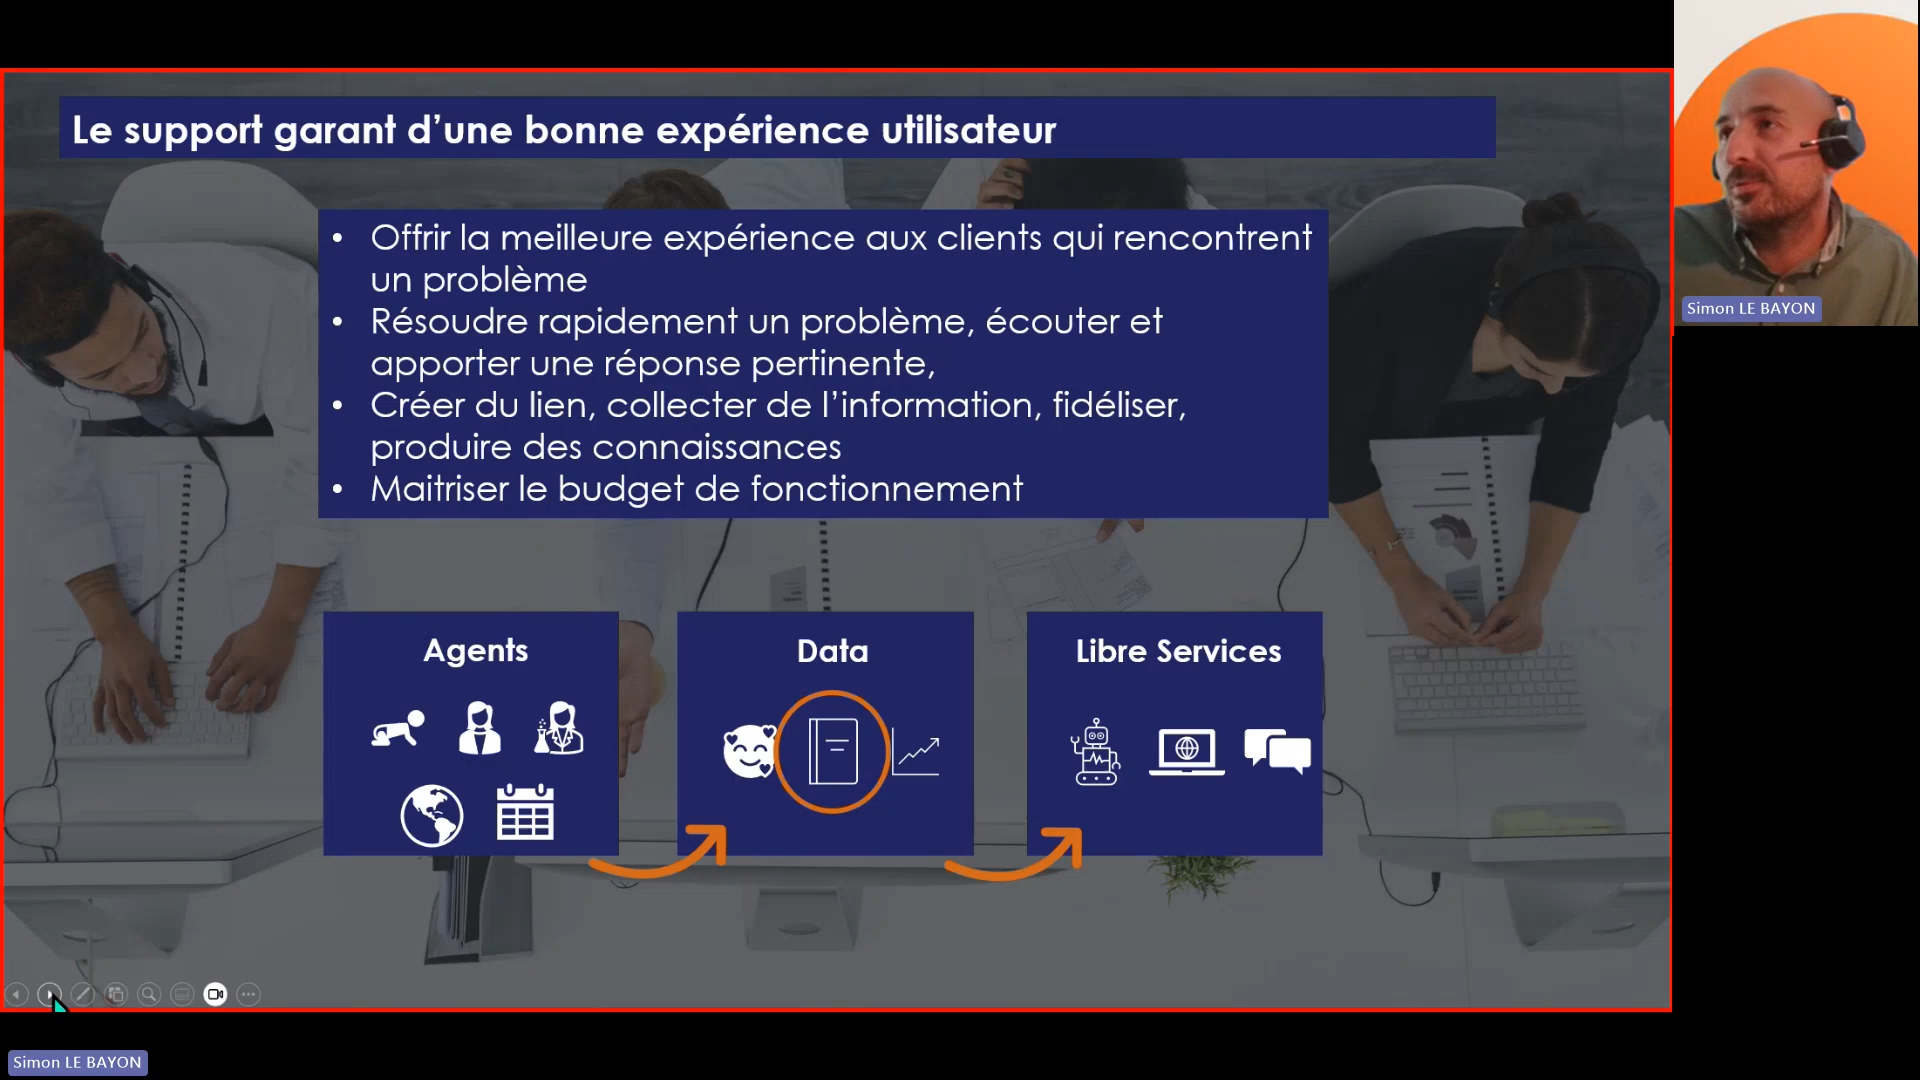 Le support garant d’une bonne expérience utilisateur
• Offrir la meilleure expérience aux clients qui rencontrent
un problème
• Résoudre rapidement un problème, écouter et
apporter une réponse pertinente,
• Créer du lien, collecter de l’information, fidéliser,
produire des connaissances
• Maitriser le budget de fonctionnement
Agents
Data
Libre Services
Simon LE BAYON
Simon LE BAYON